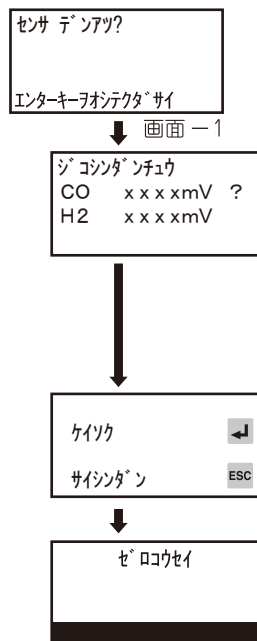 センサ デンアツ?
エンターキーヲオシテクダサイ
画面－1
ジコシンダンチュウ
CO xxxxmV ?
H2 xxxxmV
ケイソク ↵
サイシンダン ESC
ゼロコウセイ